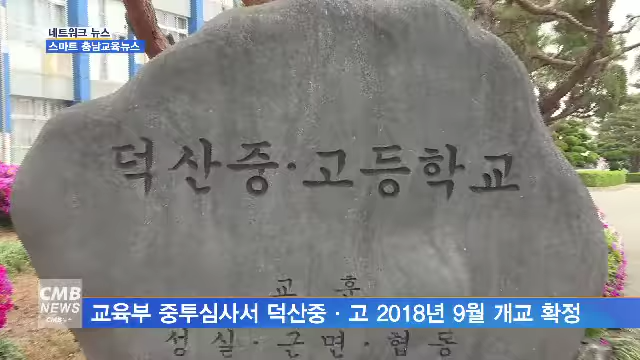 네트워크 뉴스
스마트 충남교육뉴스
덕산중·고등학교
교 훈
CMB
NEWS
교육부 중투심사서 덕산중·고 2018년 9월 개교 확정
성실·근면·협동